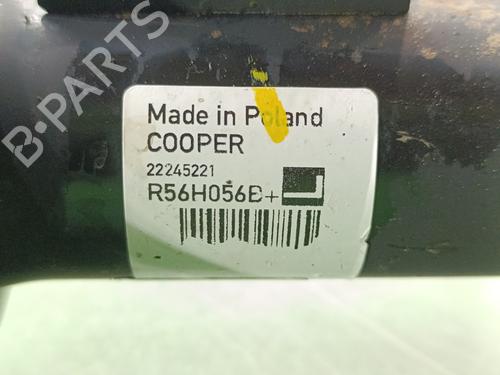 B-PARTS
Made in Poland
COOPER
22245221
R56H056B+ L